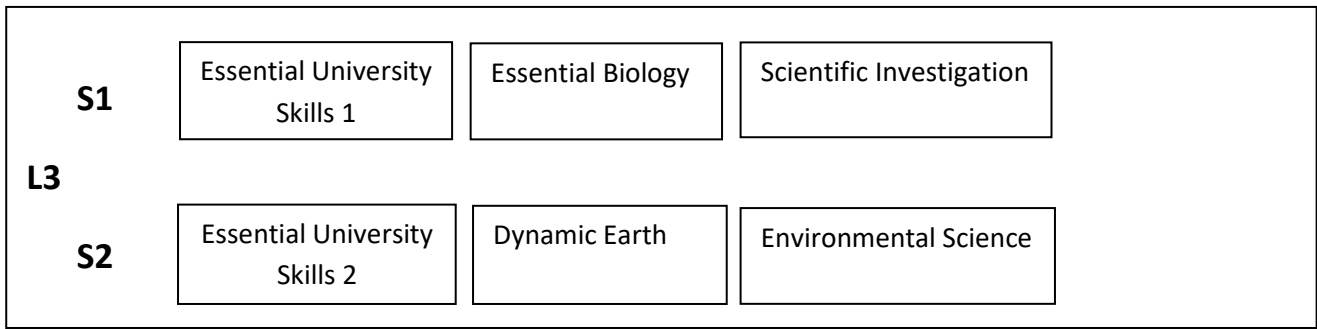 S1
Essential University
Skills 1
Essential Biology
Scientific Investigation
L3
S2
Essential University
Skills 2
Dynamic Earth
Environmental Science